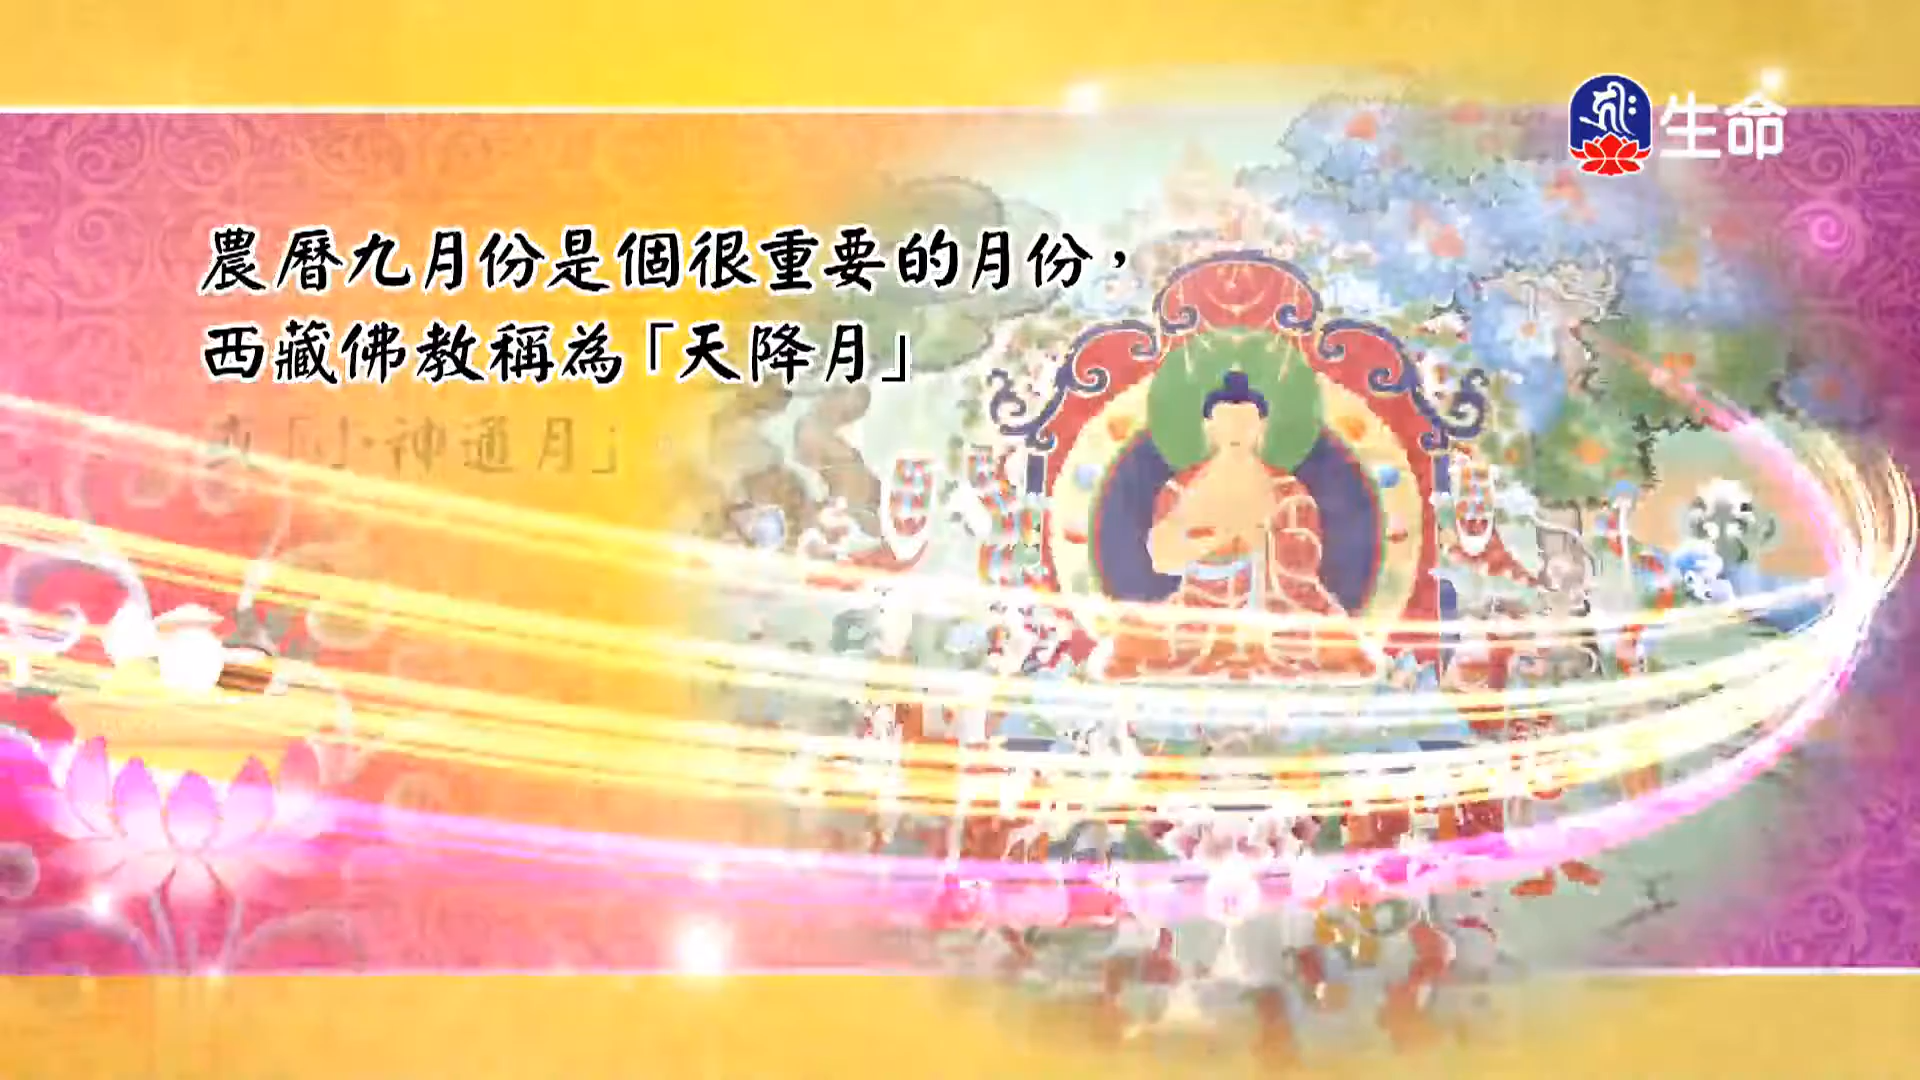 生命
農曆九月份是個很重要的月份，
西藏佛教稱為「天降月」
或「小神通月」。